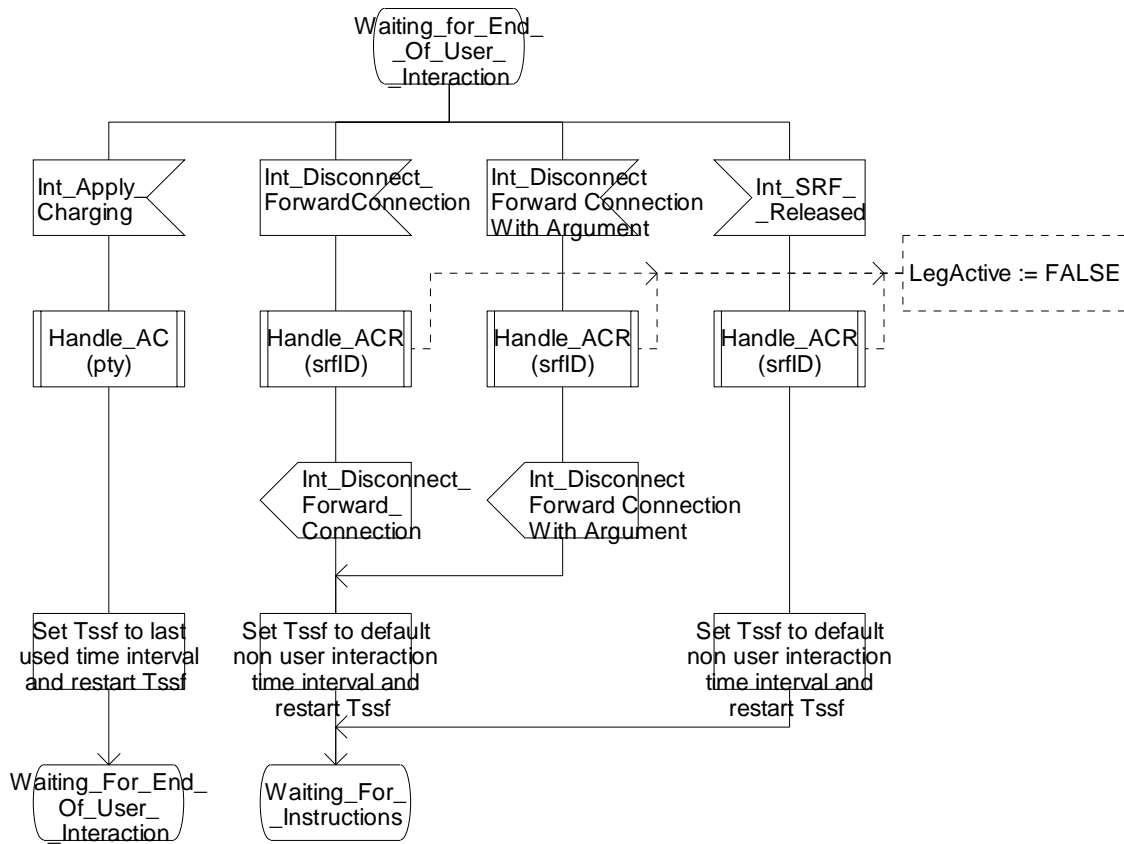 Waiting_for_End_
_Of_User_
_Interaction
Int_Apply_
Charging
Int_Disconnect_
ForwardConnection
Int_Disconnect
Forward Connection
With Argument
Int_SRF_
_Released
LegActive := FALSE
Handle_AC
(pty)
Handle_ACR
(srfID)
Handle_ACR
(srfID)
Handle_ACR
(srfID)
Int_Disconnect_
Forward_
Connection
Int_Disconnect
Forward Connection
With Argument
Set Tssf to last
used time interval
and restart Tssf
Set Tssf to default
non user interaction
time interval and
restart Tssf
Set Tssf to default
non user interaction
time interval and
restart Tssf
Waiting_For_End_
Of_User_
_Interaction
Waiting_For_
_Instructions